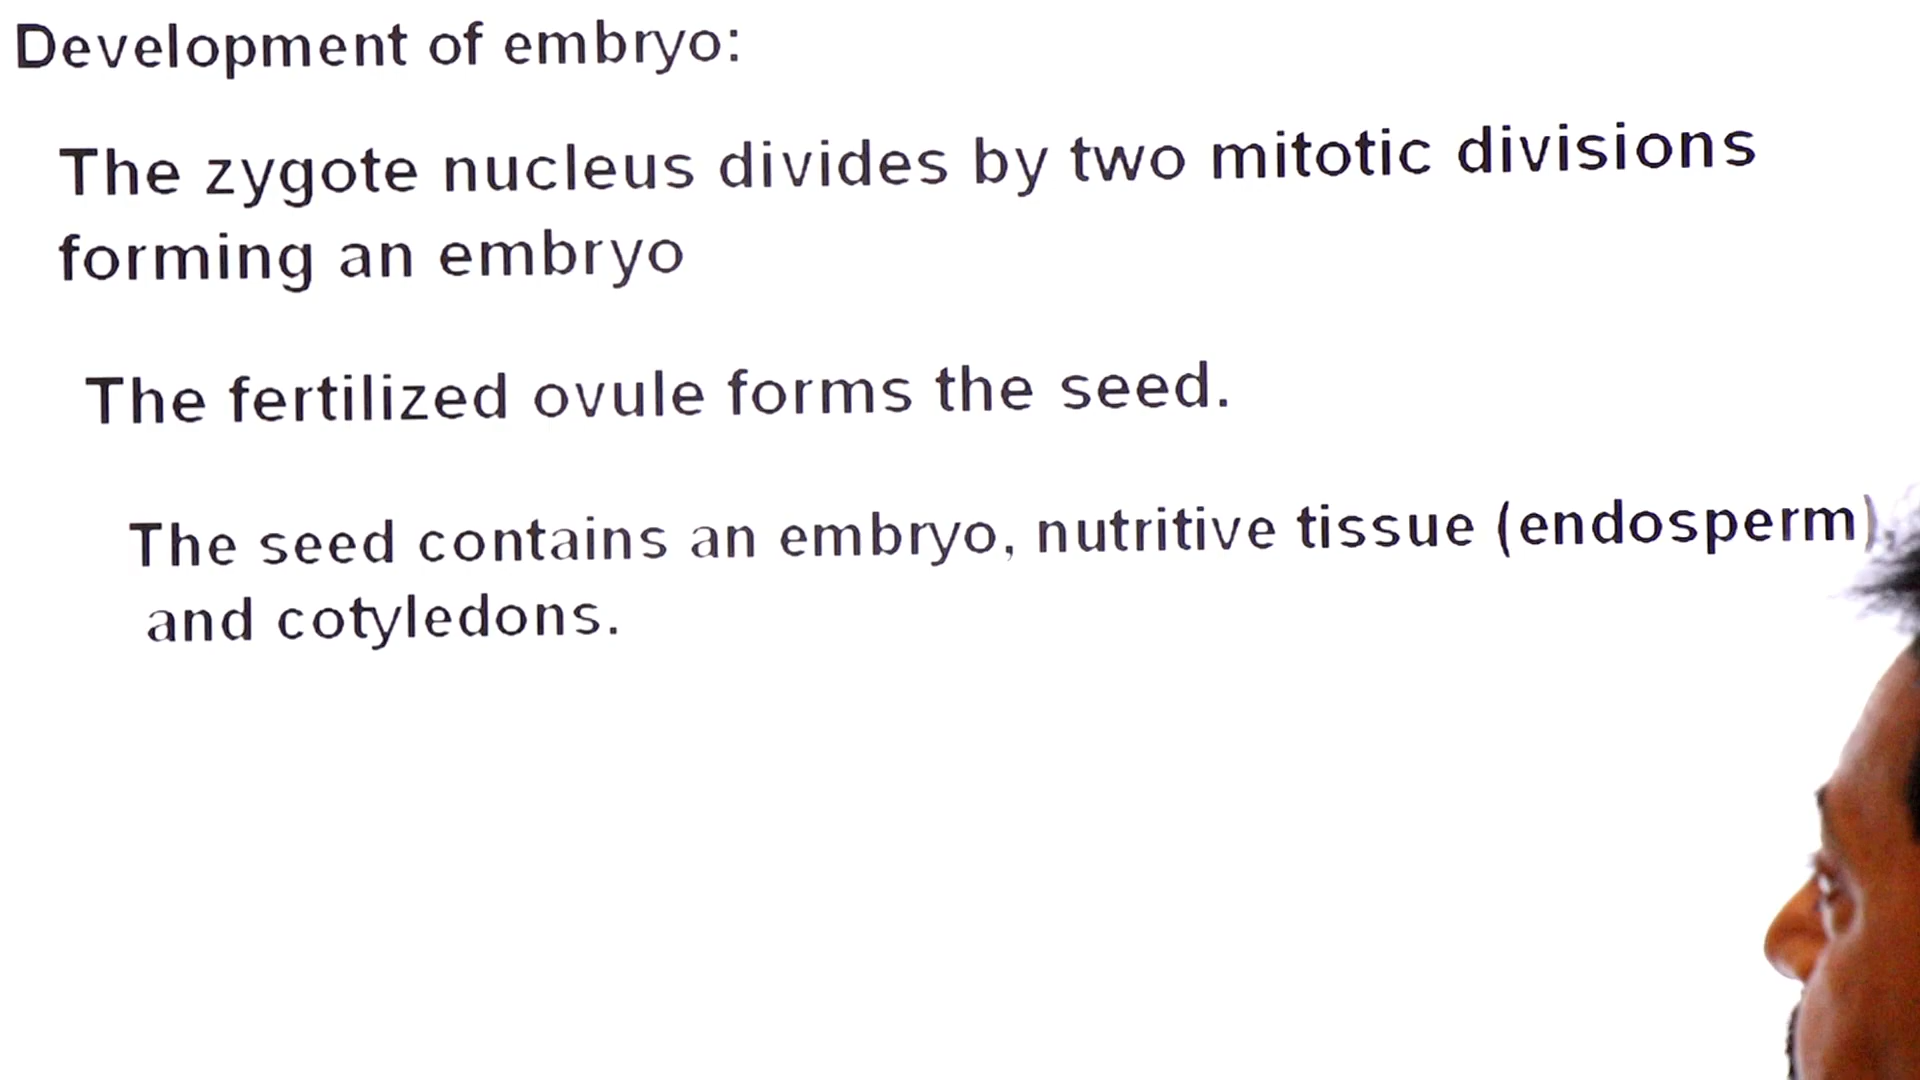 Development of embryo:
The zygote nucleus divides by two mitotic divisions
forming an embryo
The fertilized ovule forms the seed.
The seed contains an embryo, nutritive tissue (endosperm)
and cotyledons.